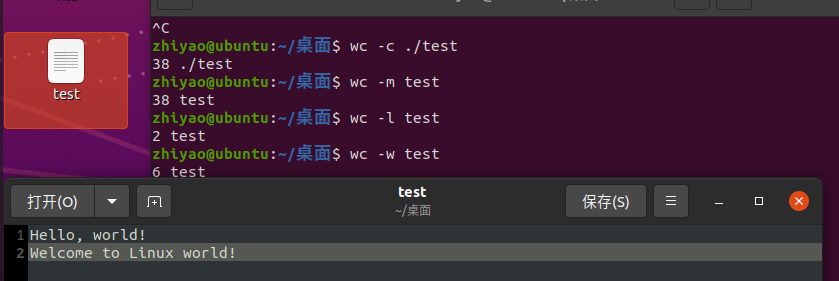 ^C
zhiyao@ubuntu:~/桌面$ wc -c ./test
38 ./test
zhiyao@ubuntu:~/桌面$ wc -m test
38 test
zhiyao@ubuntu:~/桌面$ wc -l test
2 test
zhiyao@ubuntu:~/桌面$ wc -w test
6 test
test
打开(O)
test
~/桌面
保存(S)
1 Hello, world!
2 Welcome to Linux world!